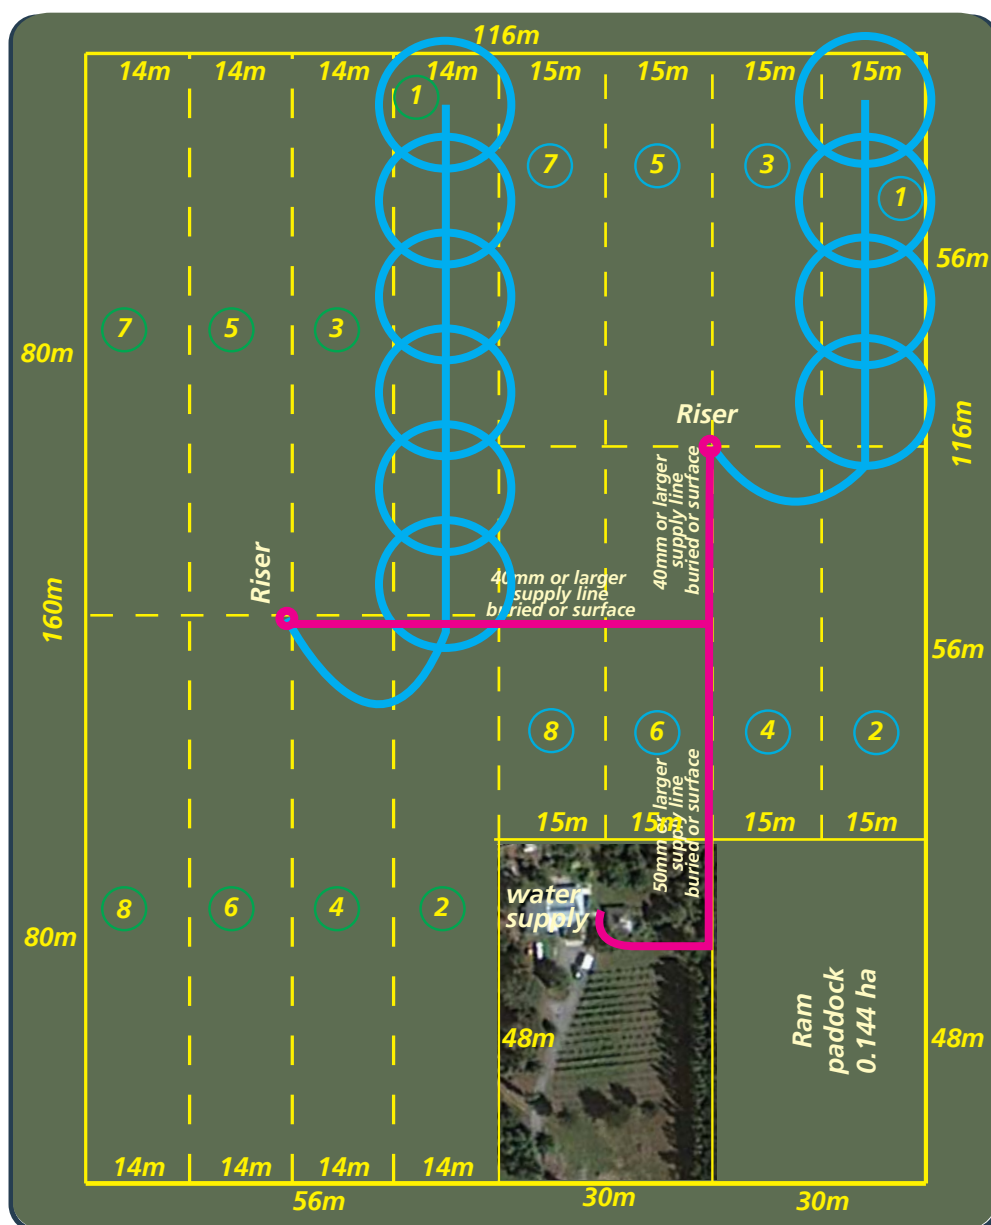 116m
14m 14m 14m 14m 15m 15m 15m 15m
1
7 5 3
1
56m
7 5 3
80m
116m
Riser
40mm or larger
supply line
buried or surface
Riser
40mm or larger
supply line
buried or surface
160m
56m
8 6 4 2
50mm or larger
supply line
buried or surface
15m 15m 15m 15m
8 6 4 2
water
supply
80m
Ram
paddock
0.144 ha
48m
48m
14m 14m 14m 14m
56m
30m
30m